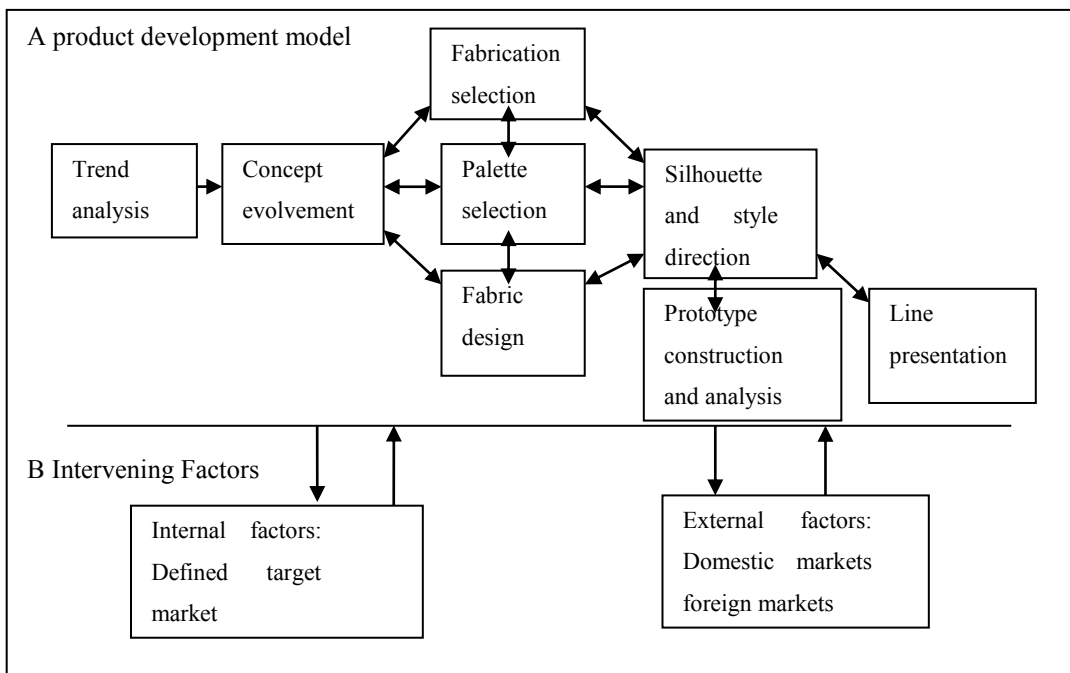 A product development model
Fabrication
selection
Trend
analysis
Concept
evolvement
Palette
selection
Fabric
design
Silhouette
and style
direction
Prototype
construction
and analysis
Line
presentation
B Intervening Factors
Internal factors:
Defined target
market
External factors:
Domestic markets
foreign markets